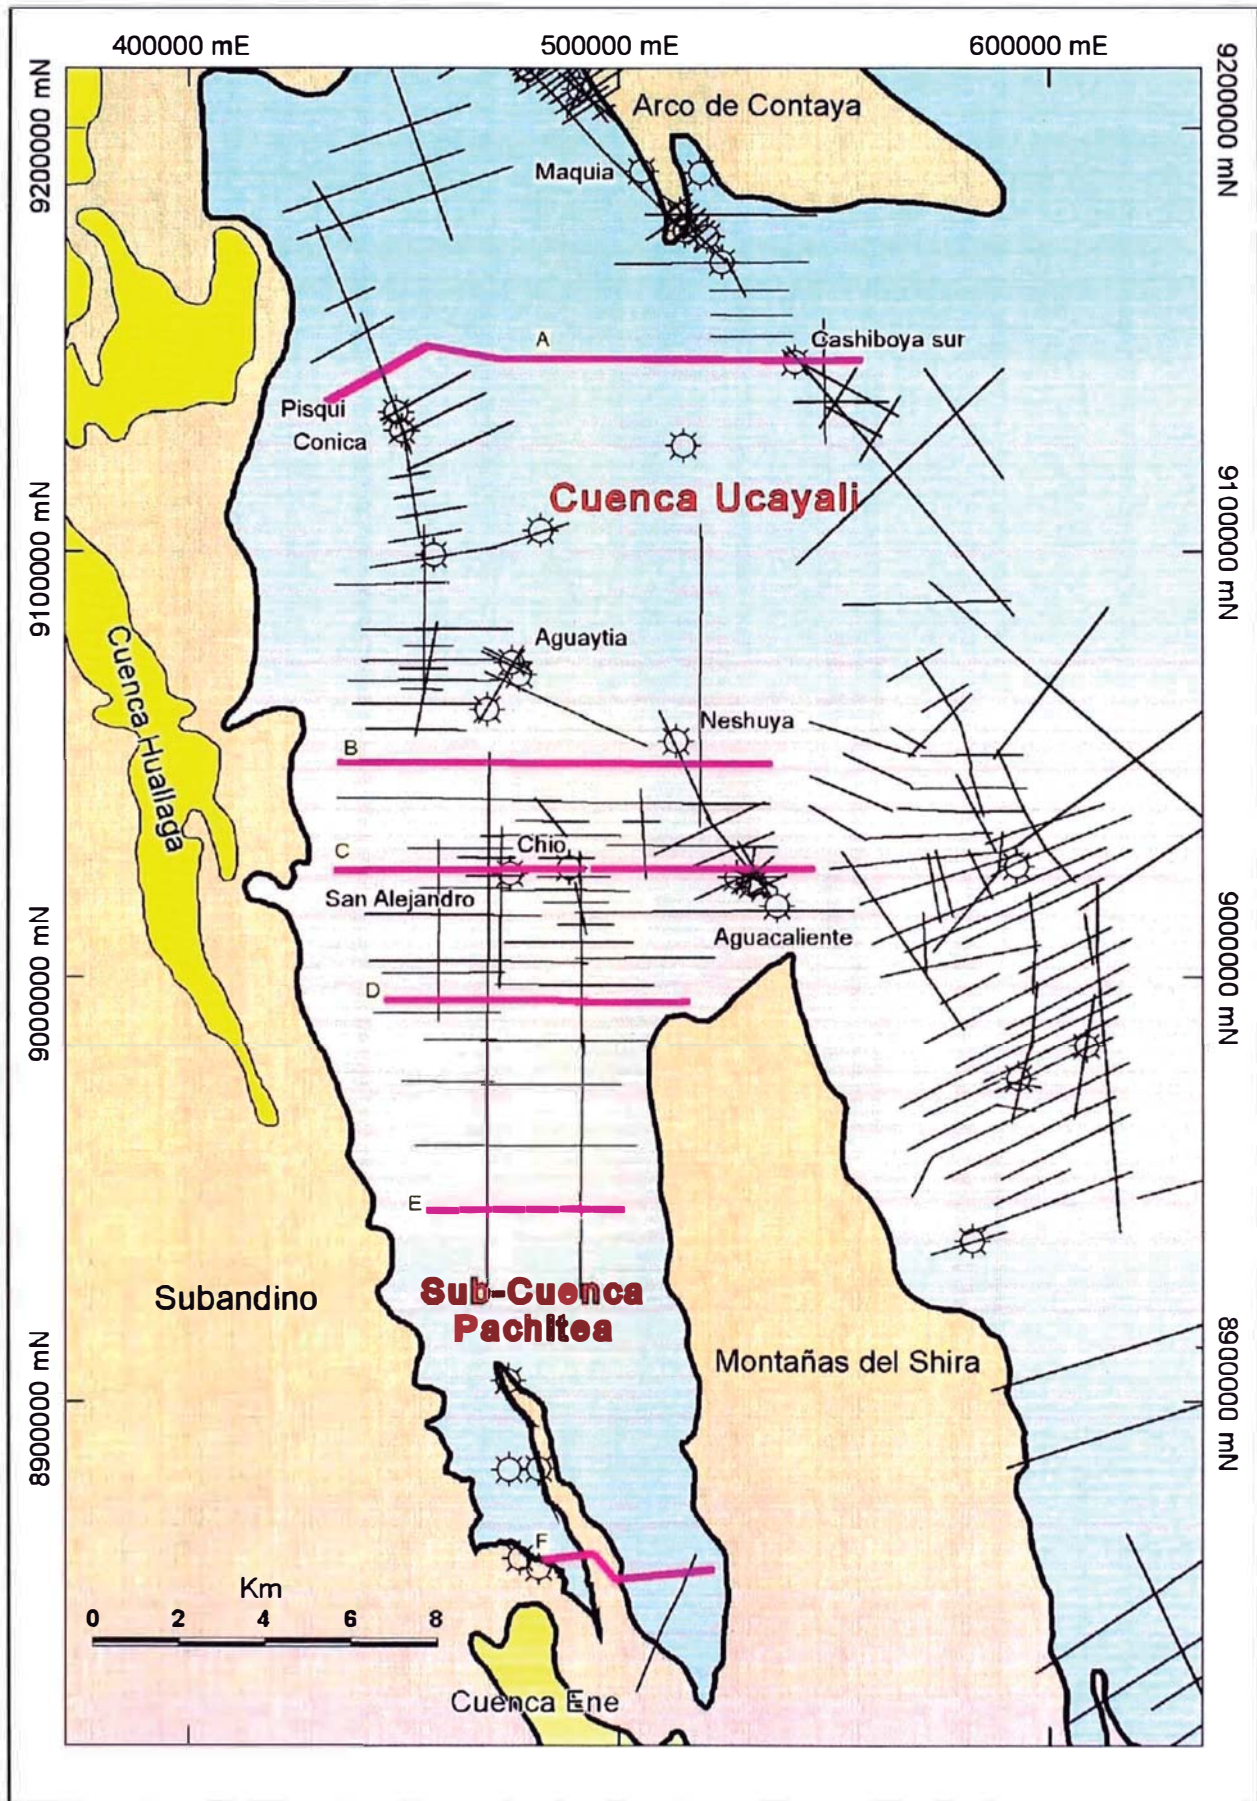 400000 mE
500000 mE
600000 mE
9200000 mN
9200000 mN
Arco de Contaya
Maquia
A
Cashiboya sur
Pisqui
Conica
Cuenca Ucayali
9100000 mN
9100000 mN
Cuenca Huallaga
Aguaytia
Neshuya
B
C
Chio
San Alejandro
Aguacaliente
9000000 mN
9000000 mN
D
E
Subandino
Sub-Cuenca
Pachitea
Montañas del Shira
8900000 mN
8900000 mN
F
Km
0 2 4 6 8
Cuenca Ene